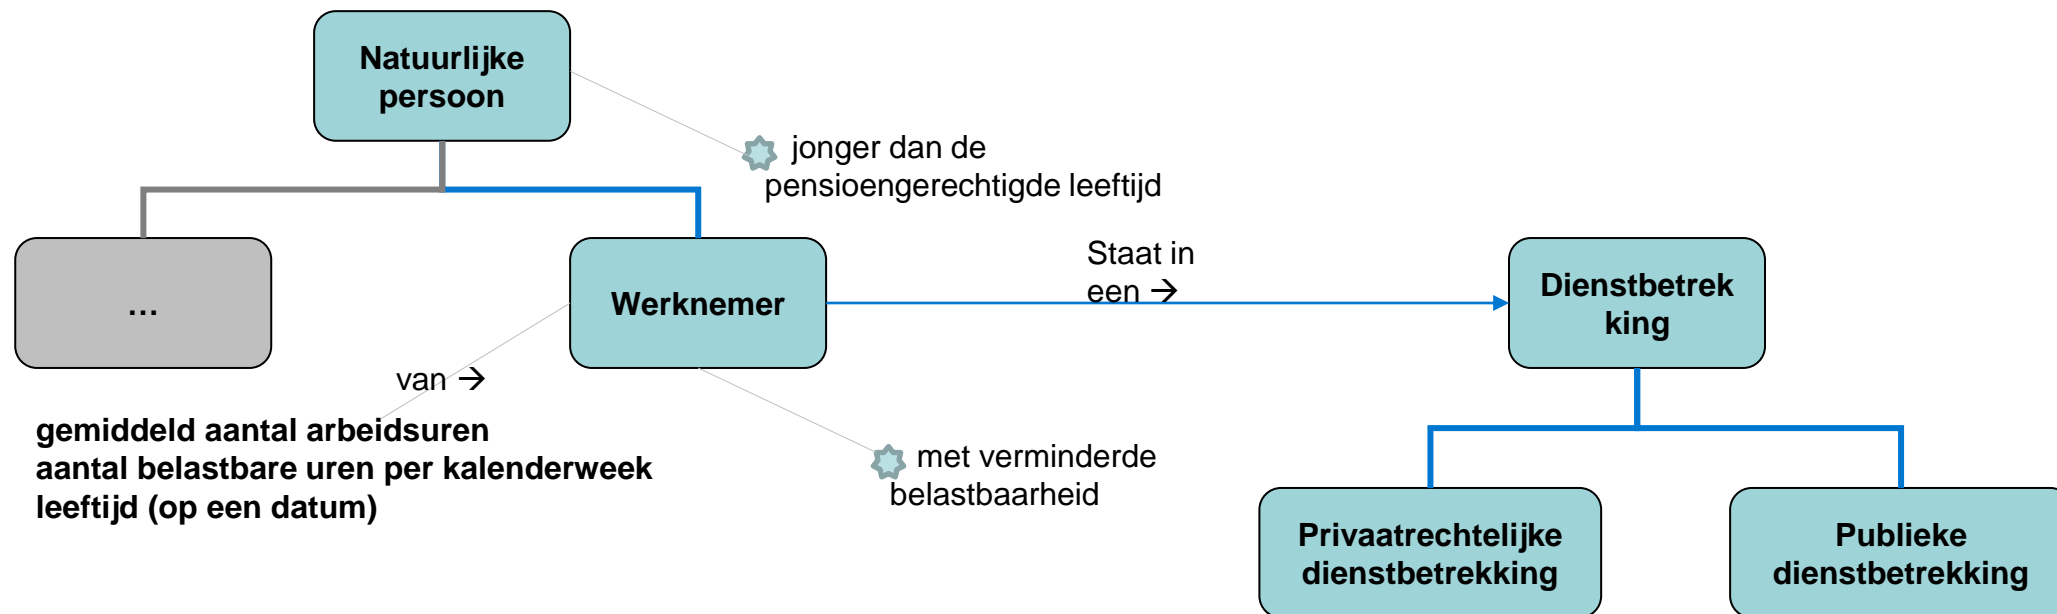 Natuurlijke
persoon
jonger dan de
pensioengerechtigde leeftijd
...
Werknemer
Staat in
een →
Dienstbetrek
king
van →
gemiddeld aantal arbeidsuren
aantal belastbare uren per kalenderweek
leeftijd (op een datum)
met verminderde
belastbaarheid
Privaatrechtelijke
dienstbetrekking
Publieke
dienstbetrekking